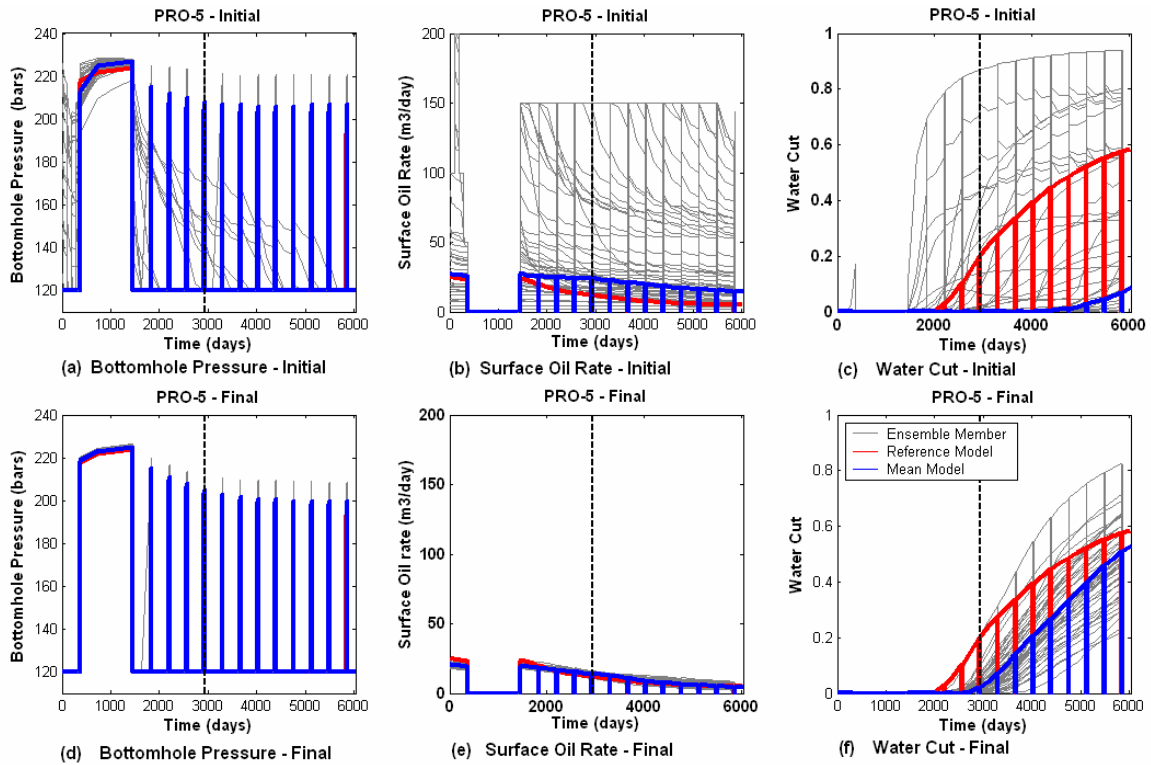 PRO-5 - Initial
Bottomhole Pressure (bars)
240
220
200
180
160
140
120
0 1000 2000 3000 4000 5000 6000
Time (days)
(a) Bottomhole Pressure - Initial
PRO-5 - Initial
Surface Oil Rate (m3/day)
200
150
100
50
0
0 1000 2000 3000 4000 5000 6000
Time (days)
(b) Surface Oil Rate - Initial
PRO-5 - Initial
Water Cut
1
0.8
0.6
0.4
0.2
0
0 2000 4000 6000
Time (days)
(c) Water Cut - Initial
PRO-5 - Final
Bottomhole Pressure (bars)
240
220
200
180
160
140
120
0 1000 2000 3000 4000 5000 6000
Time (days)
(d) Bottomhole Pressure - Final
PRO-5 - Final
Surface Oil rate (m3/day)
200
150
100
50
0
0 2000 4000 6000
Time (days)
(e) Surface Oil Rate - Final
PRO-5 - Final
Water Cut
1
0.8
0.6
0.4
0.2
0
Ensemble Member
Reference Model
Mean Model
0 1000 2000 3000 4000 5000 6000
Time (days)
(f) Water Cut - Final